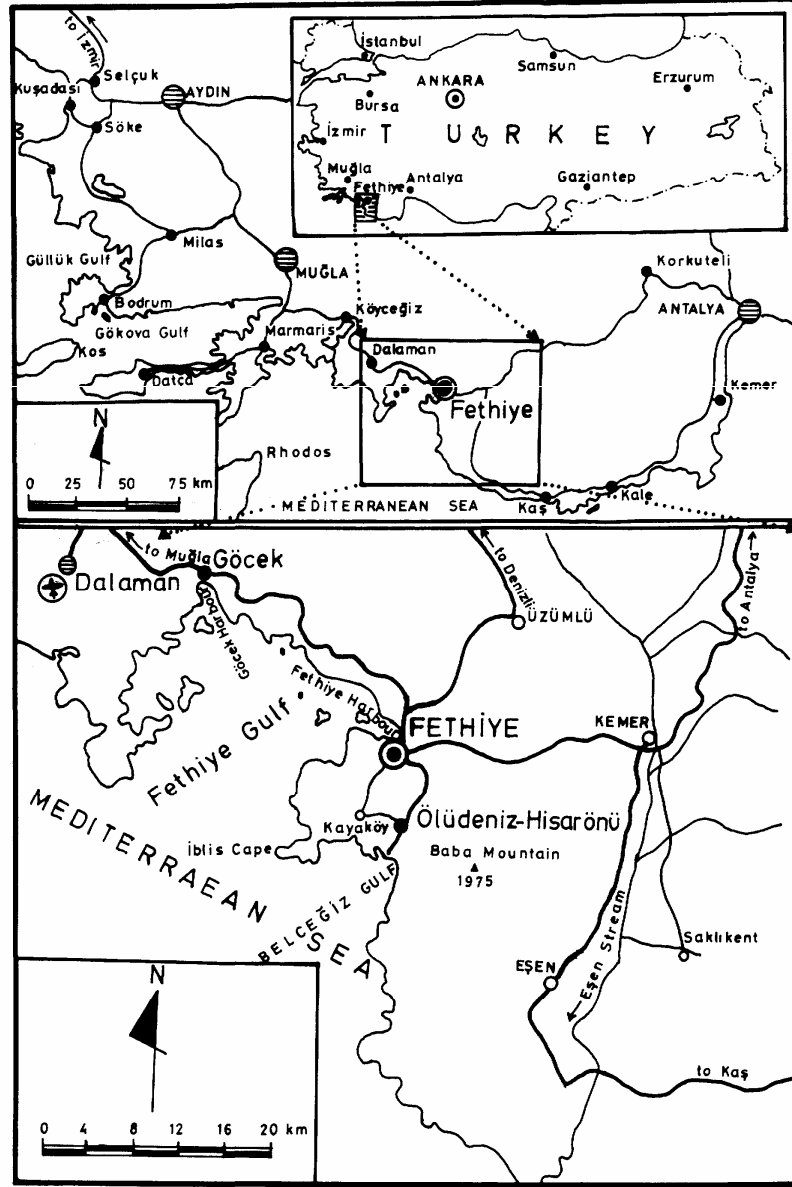 to İzmir
Selçuk
Kuşadası
AYDIN
Söke
Milas
Güllük Gulf
MUĞLA
Bodrum
Gökova Gulf
Köyceğiz
Marmaris
Kos
Datca
Dalaman
Fethiye
Korkuteli
ANTALYA
Kemer
Rhodos
Kaş
Kale
MEDITERRANEAN SEA
N
0 25 50 75 km
İstanbul
Samsun
ANKARA
Erzurum
Bursa
İzmir
TURKEY
Muğla
Fethiye
Antalya
Gaziantep
to Muğla
Göcek
Dalaman
Göcek Harbour
to Denizli
ÜZÜMLÜ
to Antalya
Fethiye Harbour
Fethiye Gulf
FETHİYE
KEMER
Kayaköy
Ölüdeniz-Hisarönü
İblis Cape
Baba Mountain
1975
MEDITERRAEAN SEA
BELCEĞİZ GULF
Eşen Stream
Saklıkent
EŞEN
to Kaş
N
0 4 8 12 16 20 km